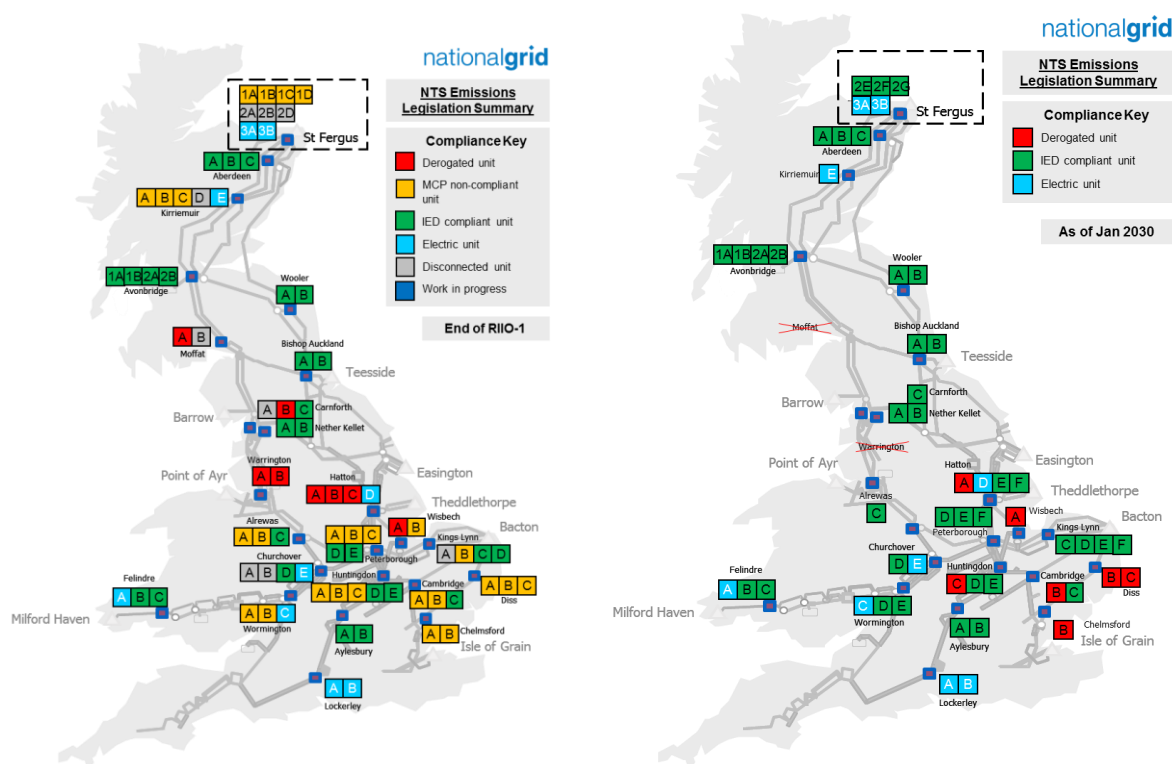 nationalgrid
NTS Emissions
Legislation Summary
Compliance Key
Derogated unit
MCP non-compliant
unit
IED compliant unit
Electric unit
Disconnected unit
Work in progress
End of RIIO-1
1A 1B 1C 1D
2A 2B 2D
3A 3B
St Fergus
A B C
Aberdeen
A B C D E
Kirriemuir
1A 1B 2A 2B
Avonbridge
Wooler
A B
A B
Moffat
Bishop Auckland
A B
Teesside
Barrow
A B C Carnforth
A B Nether Kellet
Warrington
A B
Point of Ayr
Hatton
A B C D
Easington
Theddlethorpe
Alrewas
A B C
A B C
D E
Peterborough
A B
Wisbech
Bacton
Kings Lynn
A B C D
Churchover
A B D E
Huntingdon
A B C D E
Cambridge
A B C
A B C
Diss
Felindre
A B C
Milford Haven
A B C
Wormington
A B
Aylesbury
A B
Chelmsford
Isle of Grain
A B
Lockerley
nationalgrid
NTS Emissions
Legislation Summary
Compliance Key
Derogated unit
IED compliant unit
Electric unit
As of Jan 2030
2E 2F 2G
3A 3B
St Fergus
A B C
Aberdeen
Kirriemuir E
1A 1B 2A 2B
Avonbridge
Wooler
A B
Moffat
Bishop Auckland
A B
Teesside
Barrow
C Carnforth
A B Nether Kellet
Warrington
Point of Ayr
Alrewas
C
Hatton
A D E F
Easington
Theddlethorpe
D E F
Peterborough
A
Wisbech
Bacton
Kings Lynn
C D E F
Churchover
D E
Huntingdon
C D E
Cambridge
B C
B C
Diss
Felindre
A B C
Milford Haven
C D E
Wormington
A B
Aylesbury
Chelmsford
B
Isle of Grain
A B
Lockerley